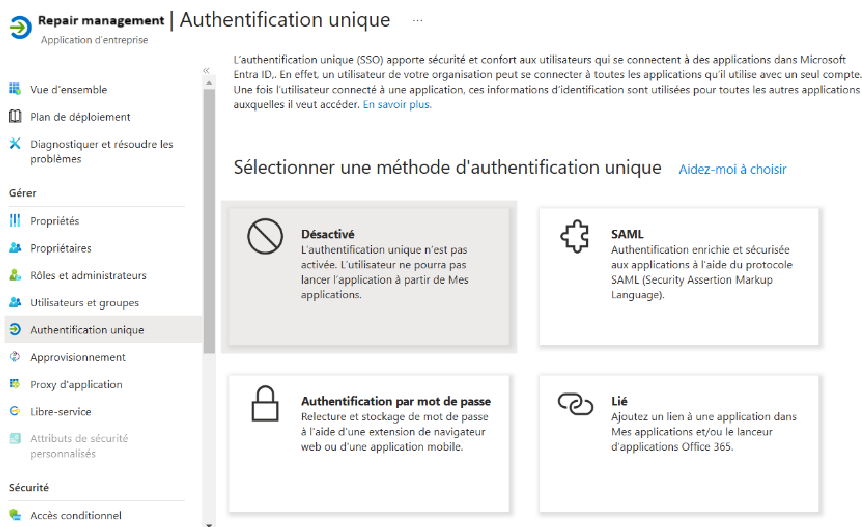 Repair management | Authentification unique ...
Application d'entreprise
«
Vue d"ensemble
Plan de déploiement
Diagnostiquer et résoudre les
problèmes
Gérer
Propriétés
Propriétaires
Rôles et administrateurs
Utilisateurs et groupes
Authentification unique
Approvisionnement
Proxy d'application
Libre-service
Attributs de sécurité
personnalisés
Sécurité
Accès conditionnel
L'authentification unique (SSO) apporte sécurité et confort aux utilisateurs qui se connectent à des applications dans Microsoft
Entra ID,. En effet, un utilisateur de votre organisation peut se connecter à toutes les applications qu'il utilise avec un seul compte.
Une fois l'utilisateur connecté à une application, ces informations d'identification sont utilisées pour toutes les autres applications
auxquelles il veut accéder. En savoir plus.
Sélectionner une méthode d'authentification unique Aidez-moi à choisir
Désactivé
L'authentification unique n'est pas
activée. L'utilisateur ne pourra pas
lancer l'application à partir de Mes
applications.
SAML
Authentification enrichie et sécurisée
aux applications à l'aide du protocole
SAML (Security Assertion Markup
Language).
Authentification par mot de passe
Relecture et stockage de mot de passe
à l"aide d'une extension de navigateur
web ou d'une application mobile.
Lié
Ajoutez un lien à une application dans
Mes applications et/ou le lanceur
d'applications Office 365.